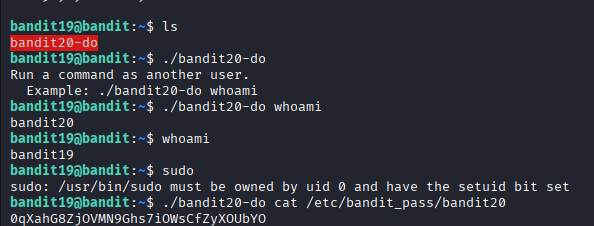 bandit19@bandit:~$ ls
bandit20-do
bandit19@bandit:~$ ./bandit20-do
Run a command as another user.
  Example: ./bandit20-do whoami
bandit19@bandit:~$ ./bandit20-do whoami
bandit20
bandit19@bandit:~$ whoami
bandit19
bandit19@bandit:~$ sudo
sudo: /usr/bin/sudo must be owned by uid 0 and have the setuid bit set
bandit19@bandit:~$ ./bandit20-do cat /etc/bandit_pass/bandit20
0qXahG8ZjOVMN9Ghs7iOWsCfZyXOUbYO